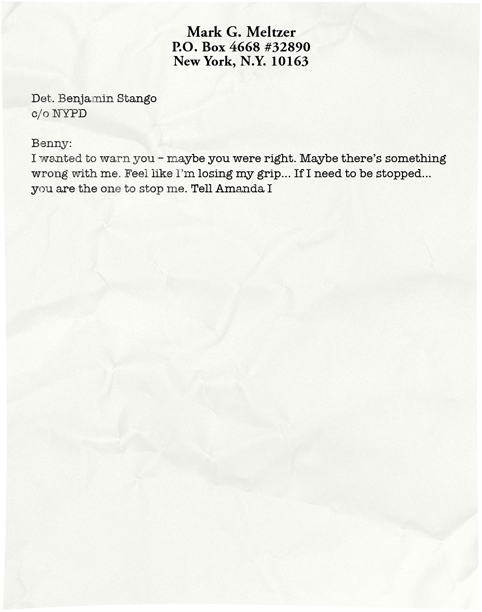 Mark G. Meltzer
P.O. Box 4668 #32890
New York, N.Y. 10163
Det. Benjamin Stango
c/o NYPD
Benny:
I wanted to warn you – maybe you were right. Maybe there's something
wrong with me. Feel like I'm losing my grip... If I need to be stopped...
you are the one to stop me. Tell Amanda I